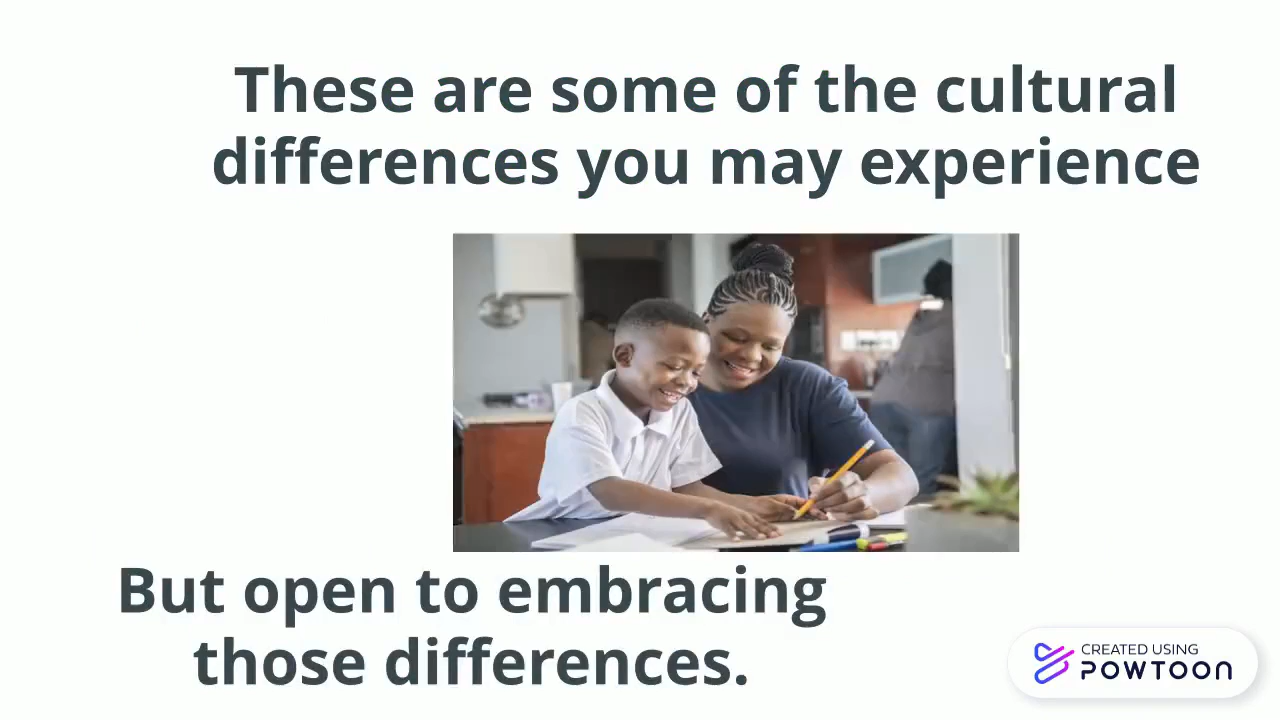 These are some of the cultural
differences you may experience
But open to embracing
those differences.
CREATED USING
POWTOON